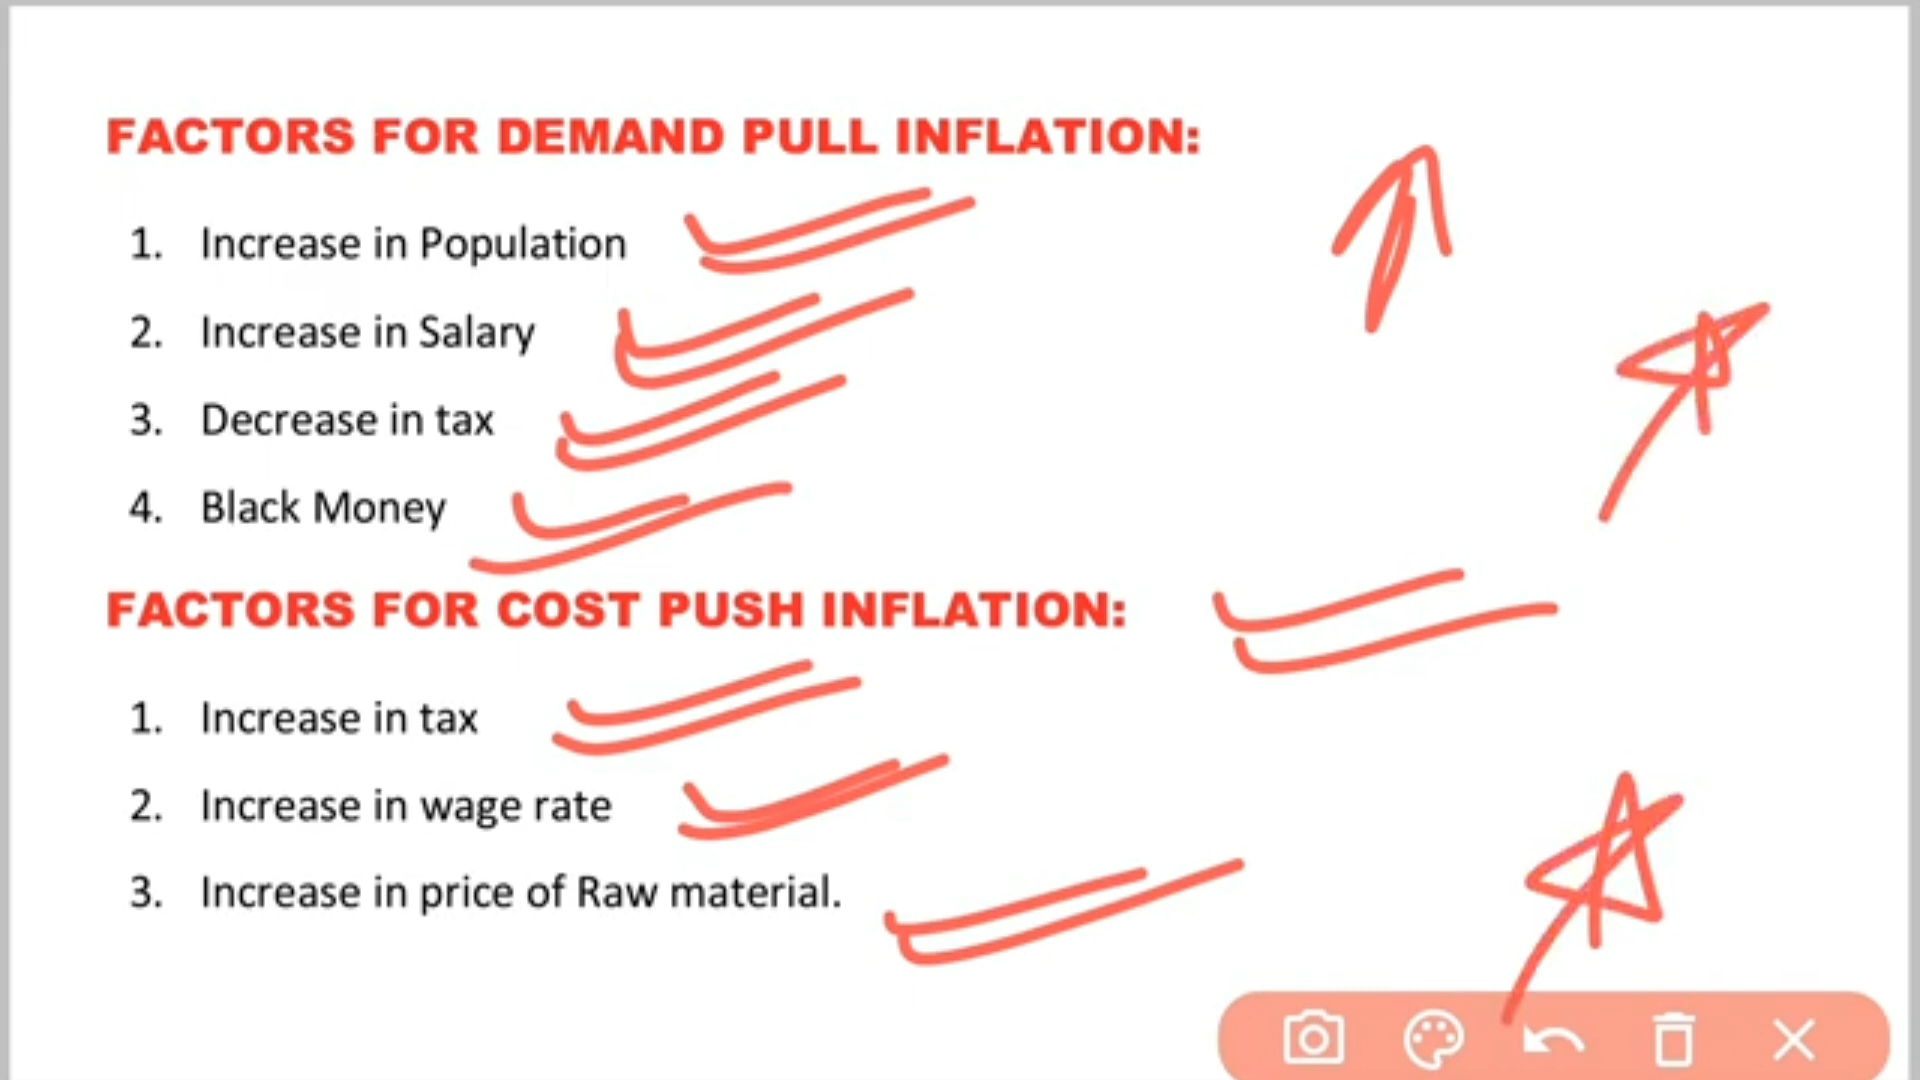 FACTORS FOR DEMAND PULL INFLATION:
1. Increase in Population
2. Increase in Salary
3. Decrease in tax
4. Black Money
FACTORS FOR COST PUSH INFLATION:
1. Increase in tax
2. Increase in wage rate
3. Increase in price of Raw material.